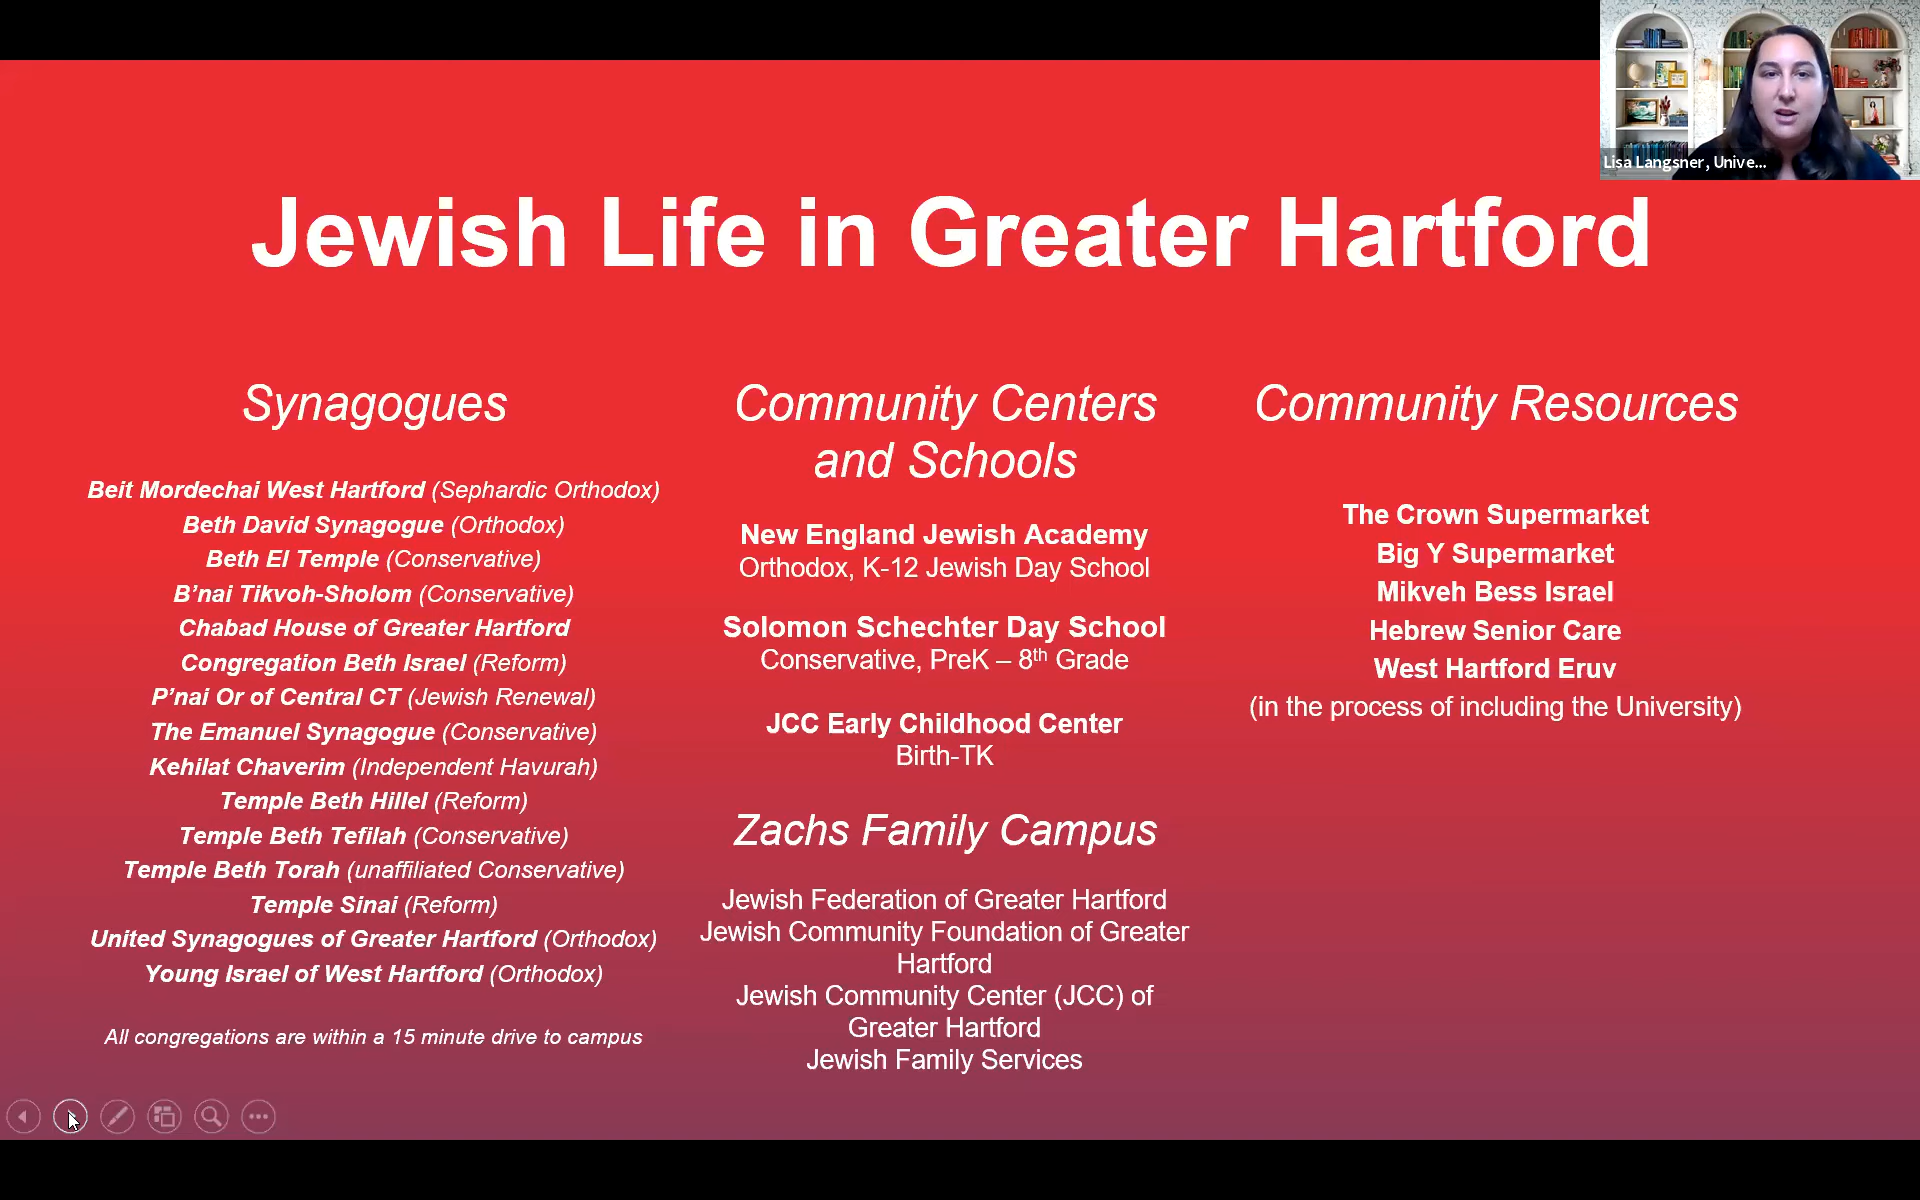 Lisa Langsner, Unive...
Jewish Life in Greater Hartford
Synagogues
Beit Mordechai West Hartford (Sephardic Orthodox)
Beth David Synagogue (Orthodox)
Beth El Temple (Conservative)
B'nai Tikvoh-Sholom (Conservative)
Chabad House of Greater Hartford
Congregation Beth Israel (Reform)
P'nai Or of Central CT (Jewish Renewal)
The Emanuel Synagogue (Conservative)
Kehilat Chaverim (Independent Havurah)
Temple Beth Hillel (Reform)
Temple Beth Tefilah (Conservative)
Temple Beth Torah (unaffiliated Conservative)
Temple Sinai (Reform)
United Synagogues of Greater Hartford (Orthodox)
Young Israel of West Hartford (Orthodox)
All congregations are within a 15 minute drive to campus
Community Centers
and Schools
New England Jewish Academy
Orthodox, K-12 Jewish Day School
Solomon Schechter Day School
Conservative, PreK – 8th Grade
JCC Early Childhood Center
Birth-TK
Zachs Family Campus
Jewish Federation of Greater Hartford
Jewish Community Foundation of Greater
Hartford
Jewish Community Center (JCC) of
Greater Hartford
Jewish Family Services
Community Resources
The Crown Supermarket
Big Y Supermarket
Mikveh Bess Israel
Hebrew Senior Care
West Hartford Eruv
(in the process of including the University)